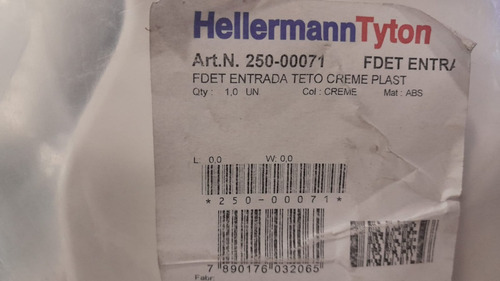 HellermannTyton
Art.N. 250-00071 FDET ENTRA
FDET ENTRADA TETO CREME PLAST
Qty : 1,0 UN Col : CREME Mat : ABS
L: 0,0 W: 0,0
*250-00071*
7 890176 032065
Fabr